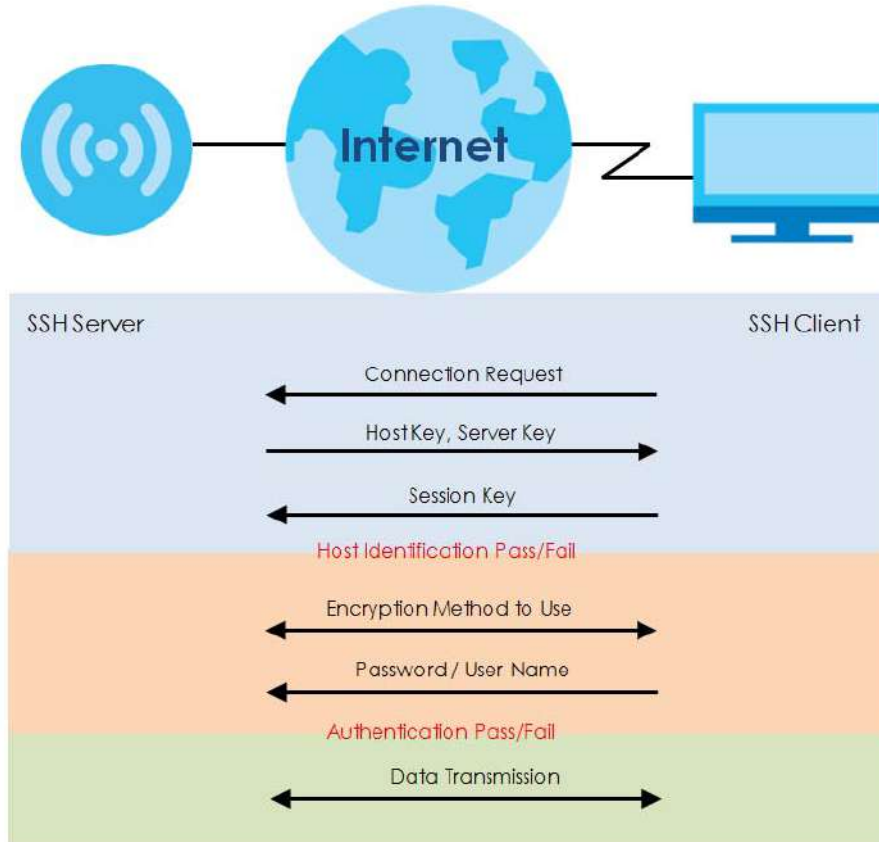 Internet
SSH Server
SSH Client
Connection Request
Host Key, Server Key
Session Key
Host Identification Pass/Fail
Encryption Method to Use
Password / User Name
Authentication Pass/Fail
Data Transmission